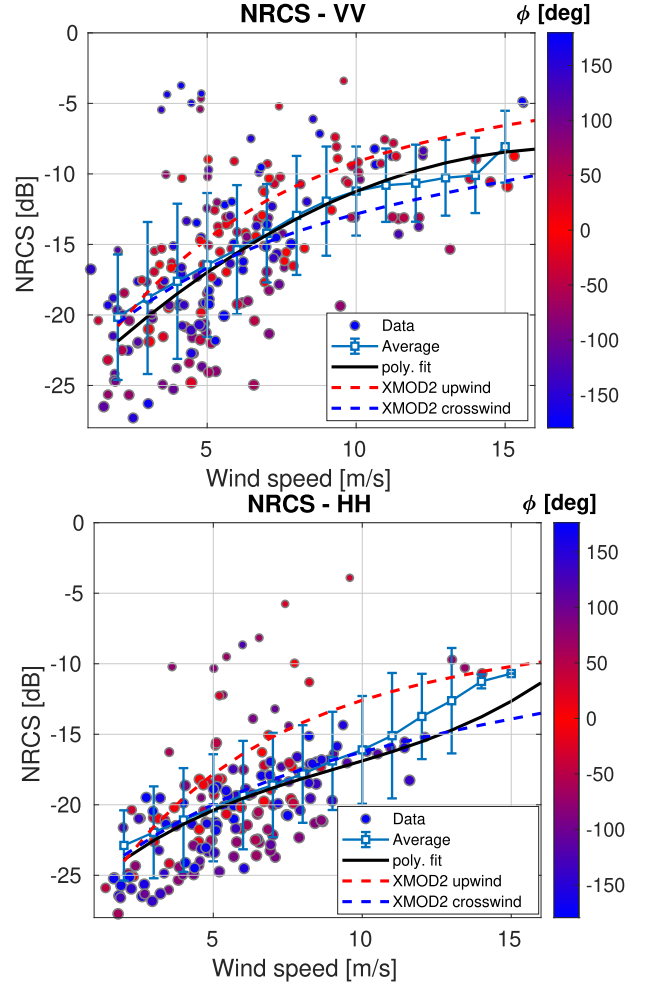 NRCS - VV
ϕ [deg]
0
-5
-10
-15
-20
-25
NRCS [dB]
5
10
15
Wind speed [m/s]
Data
Average
poly. fit
XMOD2 upwind
XMOD2 crosswind
150
100
50
0
-50
-100
-150
NRCS - HH
ϕ [deg]
0
-5
-10
-15
-20
-25
NRCS [dB]
5
10
15
Wind speed [m/s]
Data
Average
poly. fit
XMOD2 upwind
XMOD2 crosswind
150
100
50
0
-50
-100
-150